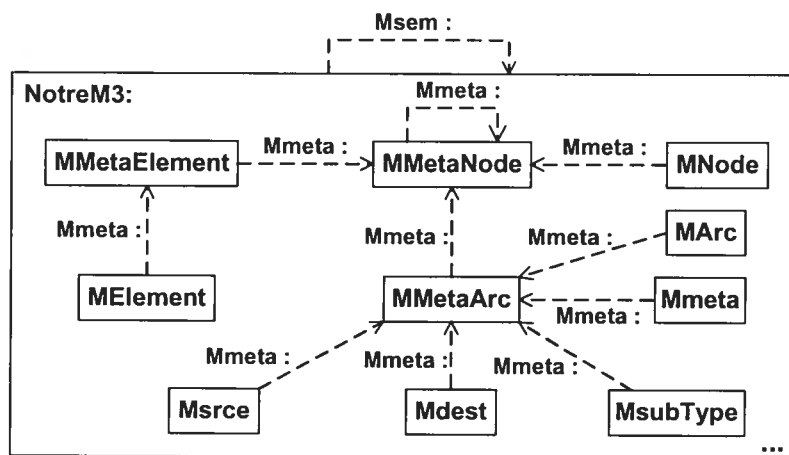 Msem :
NotreM3:
Mmeta :
Mmeta :
Mmeta :
MMetaElement
MMetaNode
MNode
Mmeta :
Mmeta :
Mmeta :
MArc
MElement
MMetaArc
Mmeta
Mmeta :
Mmeta :
Mmeta :
Mmeta :
Msrce
Mdest
MsubType
...